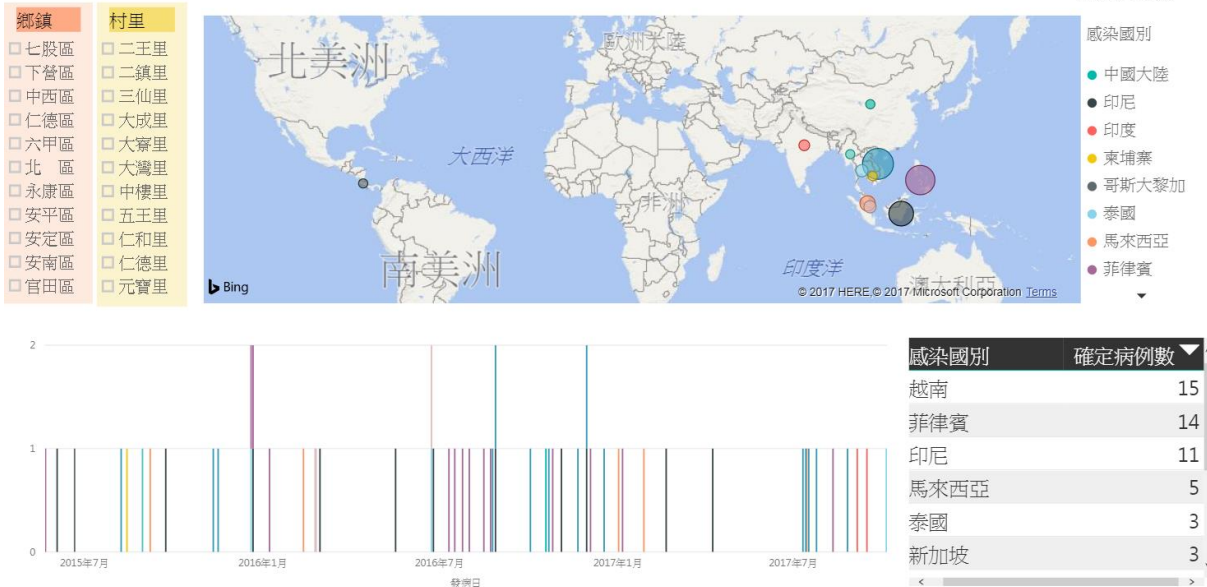 鄉鎮
七股區
下營區
中西區
仁德區
六甲區
北 區
永康區
安平區
安定區
安南區
官田區
村里
二王里
二鎮里
三仙里
大成里
大寮里
大灣里
中樓里
五王里
仁和里
仁德里
元寶里
北美洲
歐洲大陸
大西洋
非洲
南美洲
印度洋
澳大利亞
Bing
© 2017 HERE,© 2017 Microsoft Corporation Terms
感染國別
中國大陸
印尼
印度
柬埔寨
哥斯大黎加
泰國
馬來西亞
菲律賓
2
1
0
2015年7月 2016年1月 2016年7月 2017年1月 2017年7月
發病日
感染國別 確定病例數
越南 15
菲律賓 14
印尼 11
馬來西亞 5
泰國 3
新加坡 3